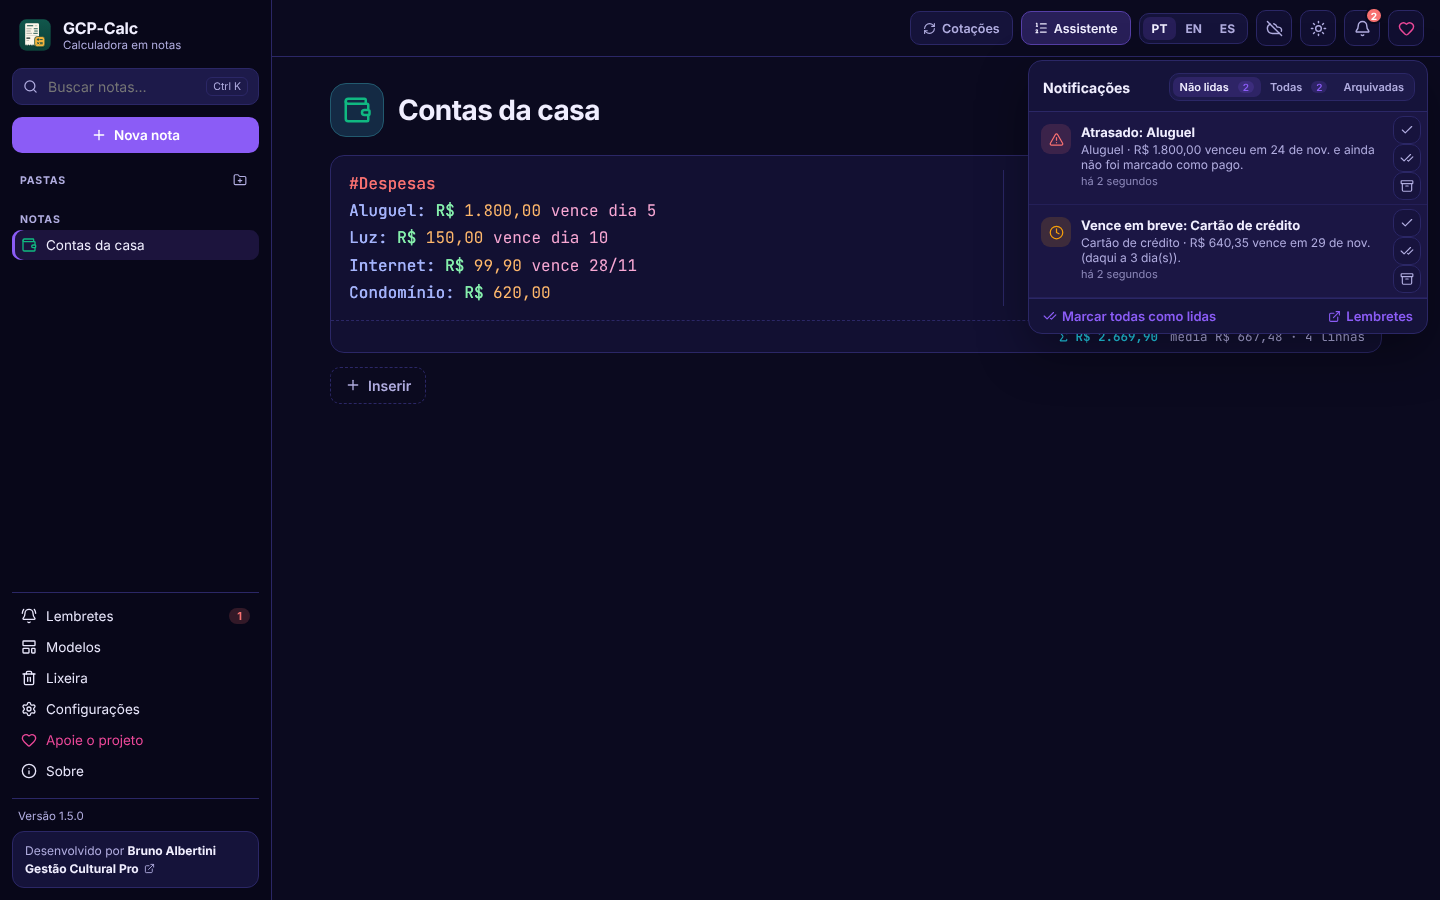 GCP-Calc
Calculadora em notas
Buscar notas...
Ctrl K
Nova nota
PASTAS
NOTAS
Contas da casa
Lembretes
1
Modelos
Lixeira
Configurações
Apoie o projeto
Sobre
Versão 1.5.0
Desenvolvido por Bruno Albertini
Gestão Cultural Pro
Cotações
Assistente
PT
EN
ES
2
Contas da casa
#Despesas
Aluguel: R$ 1.800,00 vence dia 5
Luz: R$ 150,00 vence dia 10
Internet: R$ 99,90 vence 28/11
Condomínio: R$ 620,00
Σ R$ 2.669,90 média R$ 667,48 · 4 linhas
Inserir
Notificações
Não lidas 2
Todas 2
Arquivadas
Atrasado: Aluguel
Aluguel · R$ 1.800,00 venceu em 24 de nov. e ainda
não foi marcado como pago.
há 2 segundos
Vence em breve: Cartão de crédito
Cartão de crédito · R$ 640,35 vence em 29 de nov.
(daqui a 3 dia(s)).
há 2 segundos
Marcar todas como lidas
Lembretes